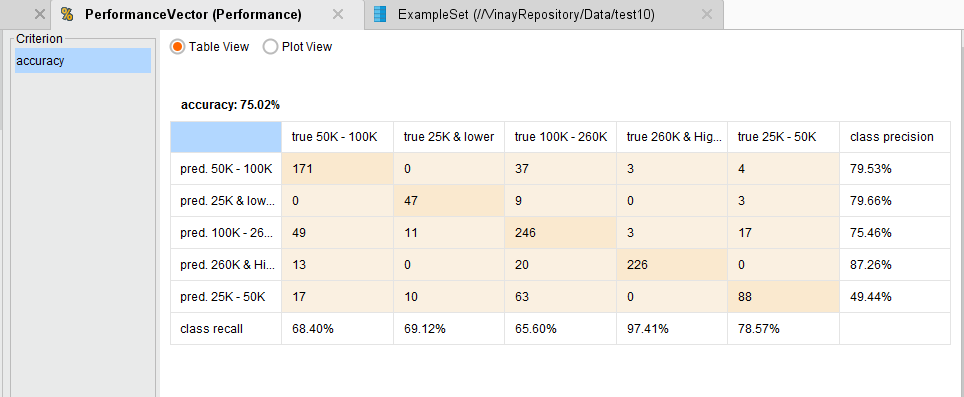 PerformanceVector (Performance)
ExampleSet (//VinayRepository/Data/test10)
Criterion
accuracy
Table View
Plot View
accuracy: 75.02%
true 50K - 100K true 25K & lower true 100K - 260K true 260K & Hig... true 25K - 50K class precision
pred. 50K - 100K 171 0 37 3 4 79.53%
pred. 25K & low... 0 47 9 0 3 79.66%
pred. 100K - 26... 49 11 246 3 17 75.46%
pred. 260K & Hi... 13 0 20 226 0 87.26%
pred. 25K - 50K 17 10 63 0 88 49.44%
class recall 68.40% 69.12% 65.60% 97.41% 78.57%